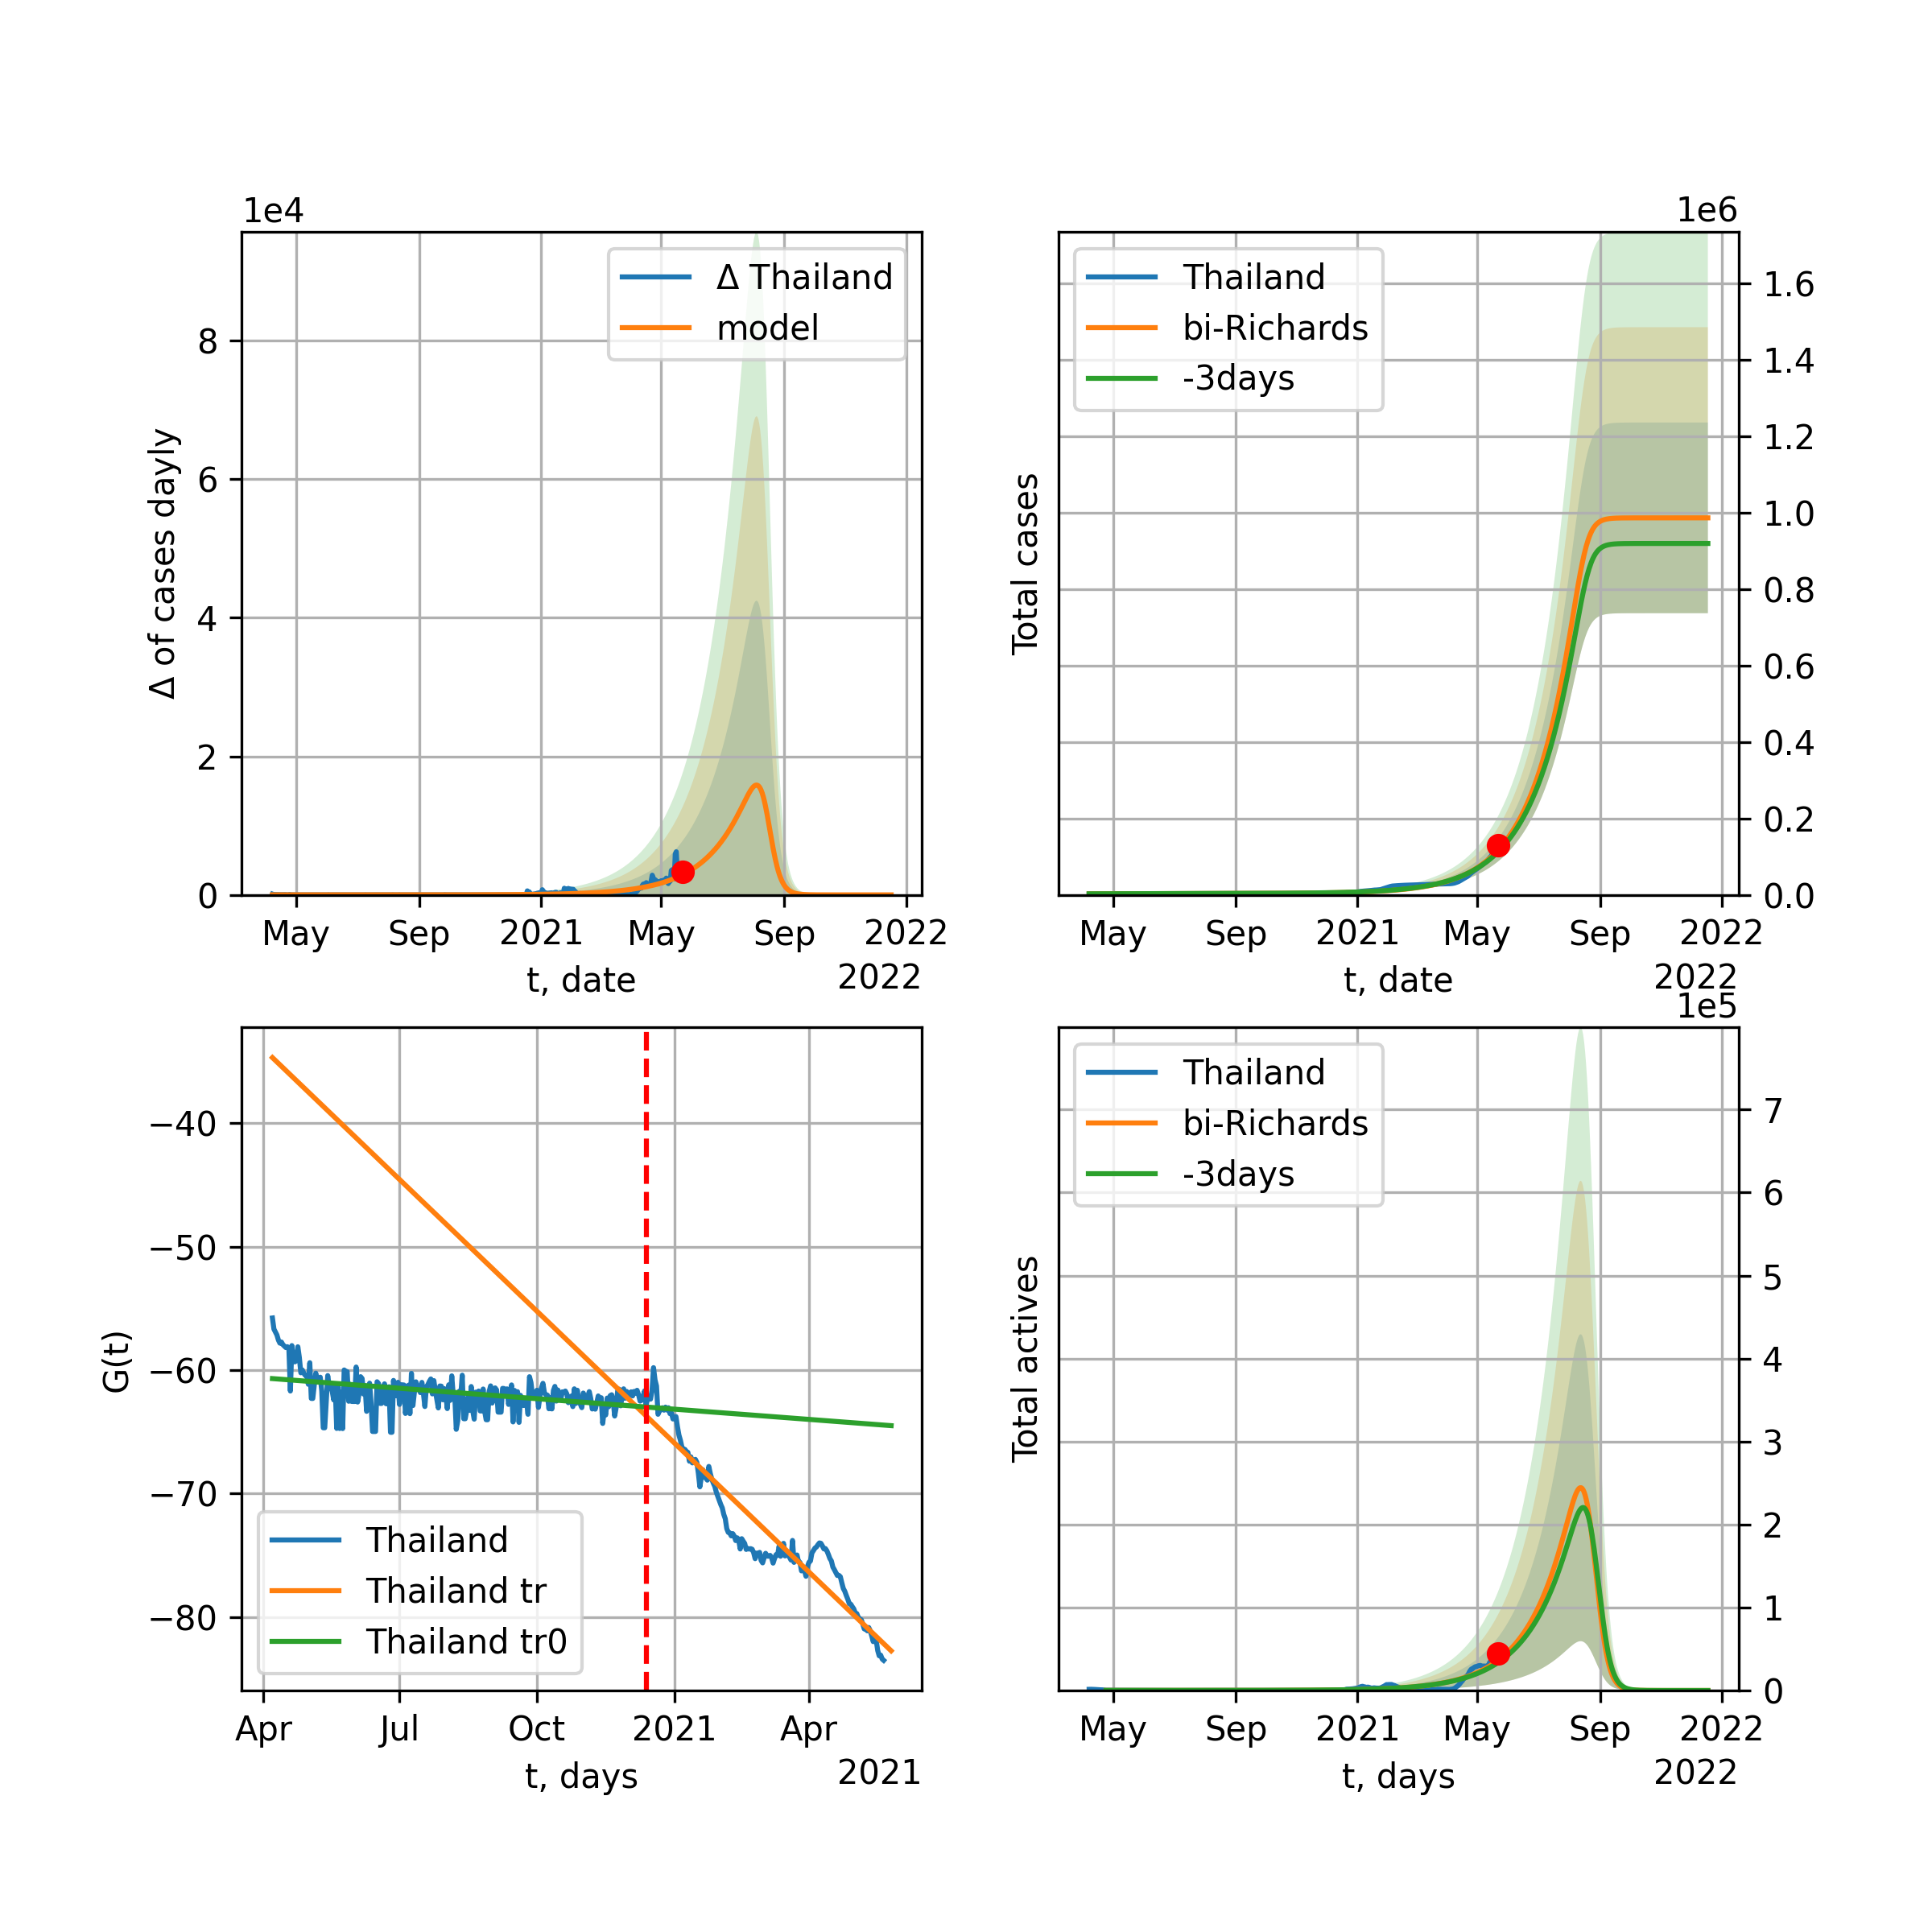 1e4
Δ Thailand
model
Δ of cases dayly
8
6
4
2
0
May Sep 2021 May Sep 2022
t, date
2022
1e6
Thailand
bi-Richards
-3days
Total cases
1.6
1.4
1.2
1.0
0.8
0.6
0.4
0.2
0.0
May Sep 2021 May Sep 2022
t, date
2022
G(t)
−40
−50
−60
−70
−80
Thailand
Thailand tr
Thailand tr0
Apr Jul Oct 2021 Apr
t, days
2021
1e5
Thailand
bi-Richards
-3days
Total actives
7
6
5
4
3
2
1
0
May Sep 2021 May Sep 2022
t, days
2022